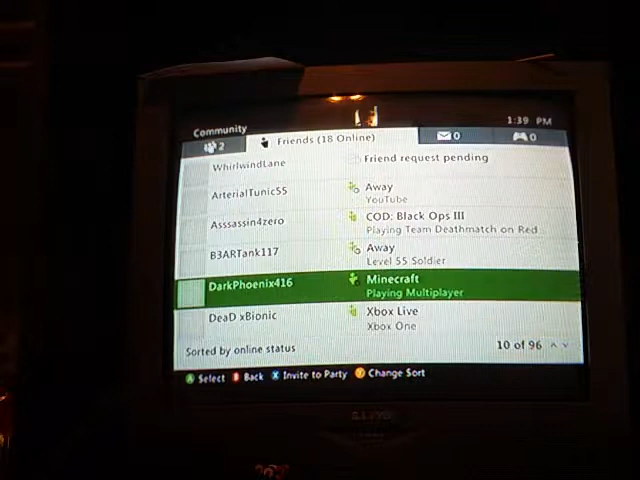 1:39 PM
Community
2
Friends (18 Online)
0
0
WhirlwindLane
Friend request pending
ArterialTunic55
Away
YouTube
Asssassin4zero
COD: Black Ops III
Playing Team Deathmatch on Red
B3ARTank117
Away
Level 55 Soldier
DarkPhoenix416
Minecraft
Playing Multiplayer
DeaD xBionic
Xbox Live
Xbox One
Sorted by online status
10 of 96
A Select B Back X Invite to Party Y Change Sort
SANYO